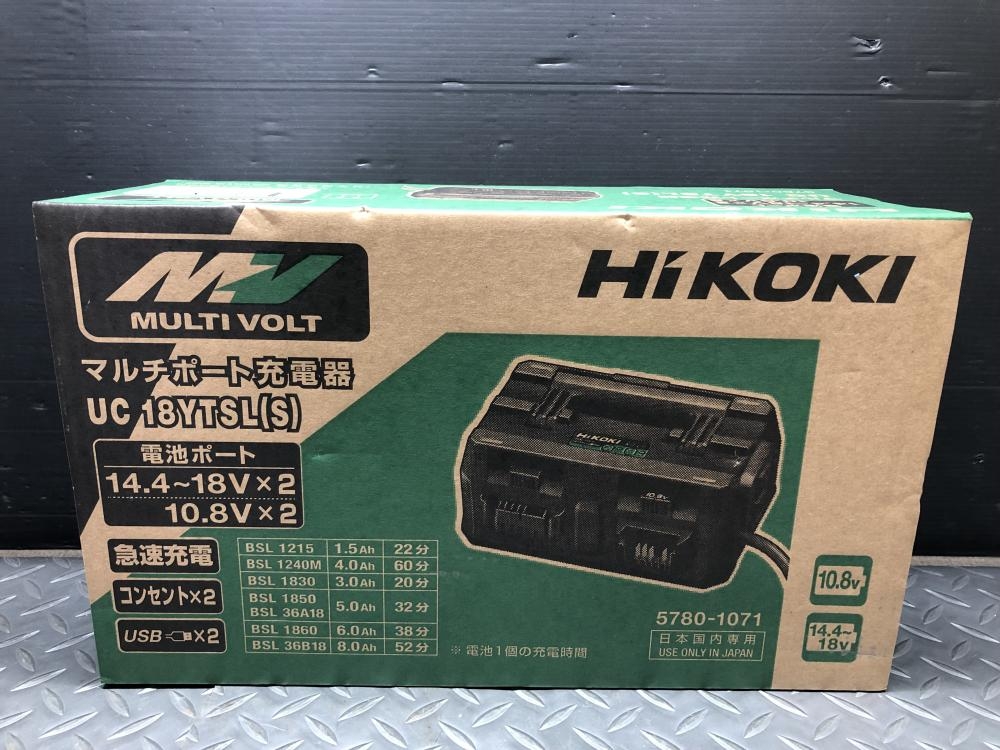 MV
MULTI VOLT
HiKOKI
マルチポート充電器
UC 18YTSL(S)
電池ポート
14.4~18V×2
10.8V×2
急速充電
コンセント×2
USB ×2
BSL 1215 1.5Ah 22分
BSL 1240M 4.0Ah 60分
BSL 1830 3.0Ah 20分
BSL 1850
BSL 36A18 5.0Ah 32分
BSL 1860 6.0Ah 38分
BSL 36B18 8.0Ah 52分
※電池1個の充電時間
HiKOKI
10.8V
5780-1071
日本国内専用
USE ONLY IN JAPAN
10.8v
14.4~
18v